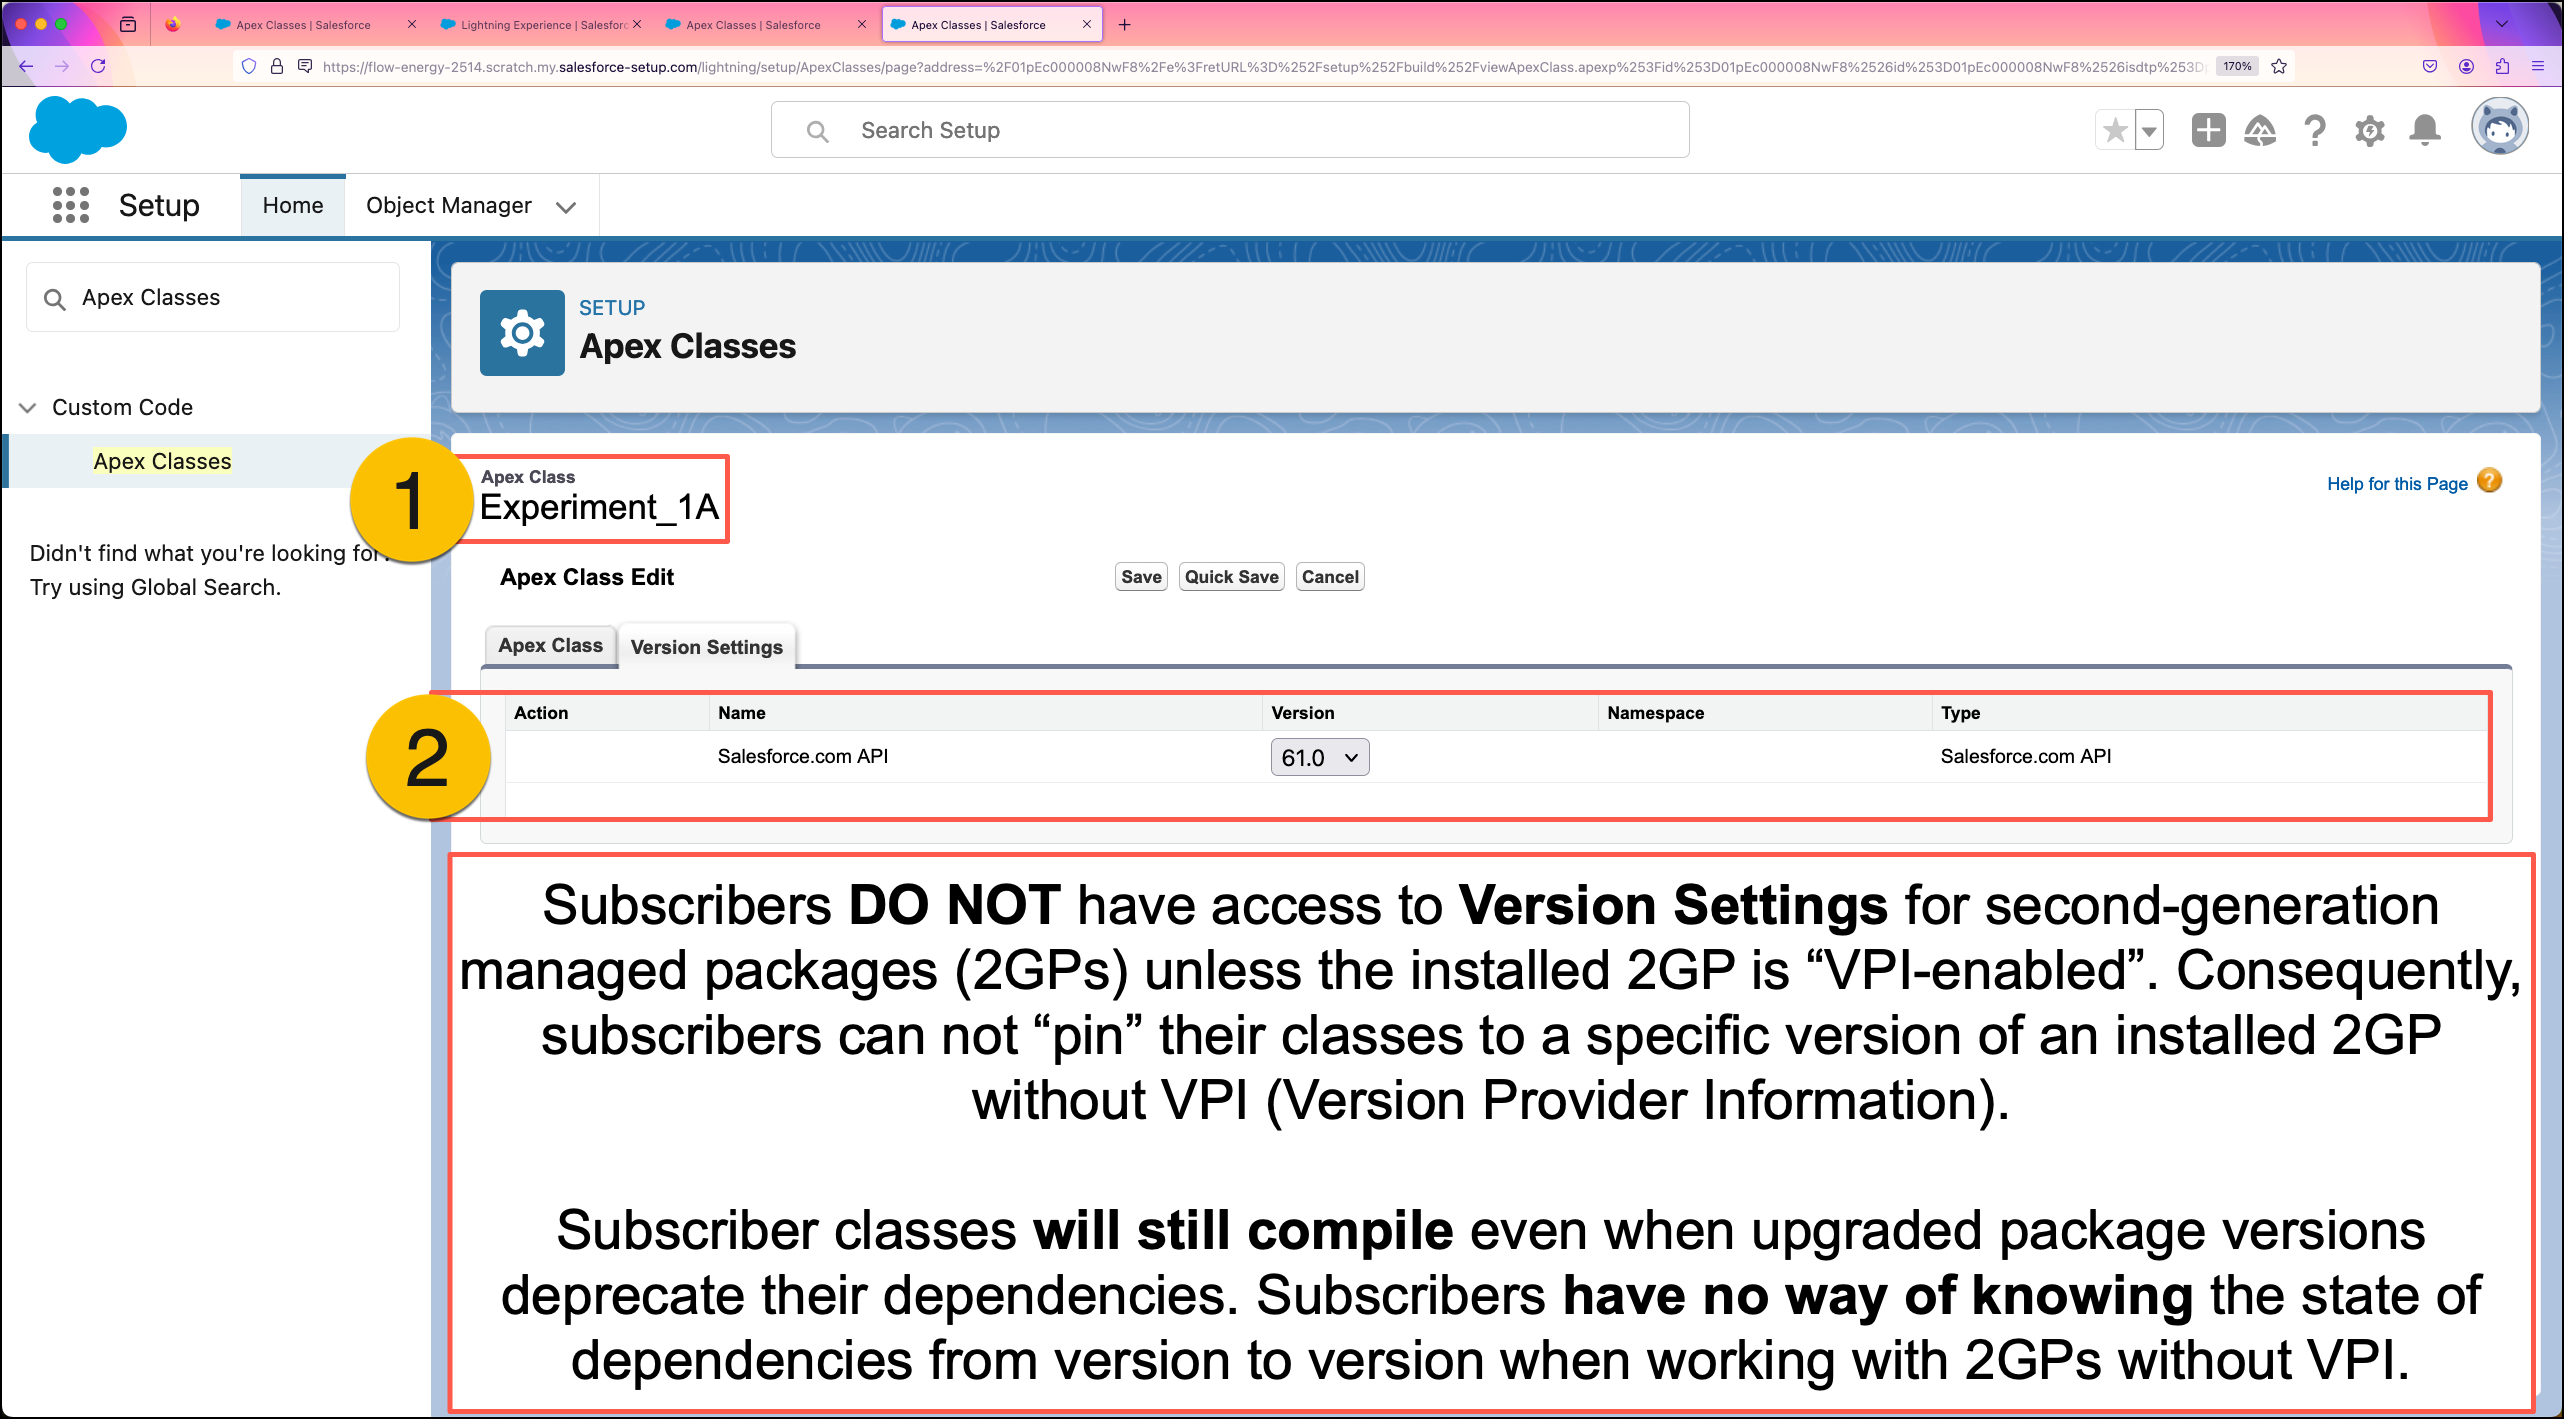 Apex Classes | Salesforce
Lightning Experience | Salesforc
Apex Classes | Salesforce
Apex Classes | Salesforce
https://flow-energy-2514.scratch.my.salesforce-setup.com/lightning/setup/ApexClasses/page?address=%2F01pEc000008NwF8%2Fe%3FretURL%3D%252Fsetup%252Fbuild%252FviewApexClass.apexp%253Fid%253D01pEc000008NwF8%2526id%253D01pEc000008NwF8%2526isdtp%253D
170%
Search Setup
Setup
Home
Object Manager
Apex Classes
Custom Code
Apex Classes
Didn't find what you're looking for
Try using Global Search.
SETUP
Apex Classes
1
Apex Class
Experiment_1A
Help for this Page
Apex Class Edit
Save
Quick Save
Cancel
Apex Class
Version Settings
2
Action Name Version Namespace Type
Salesforce.com API 61.0 Salesforce.com API
Subscribers DO NOT have access to Version Settings for second-generation
managed packages (2GPs) unless the installed 2GP is “VPI-enabled”. Consequently,
subscribers can not “pin” their classes to a specific version of an installed 2GP
without VPI (Version Provider Information).
Subscriber classes will still compile even when upgraded package versions
deprecate their dependencies. Subscribers have no way of knowing the state of
dependencies from version to version when working with 2GPs without VPI.